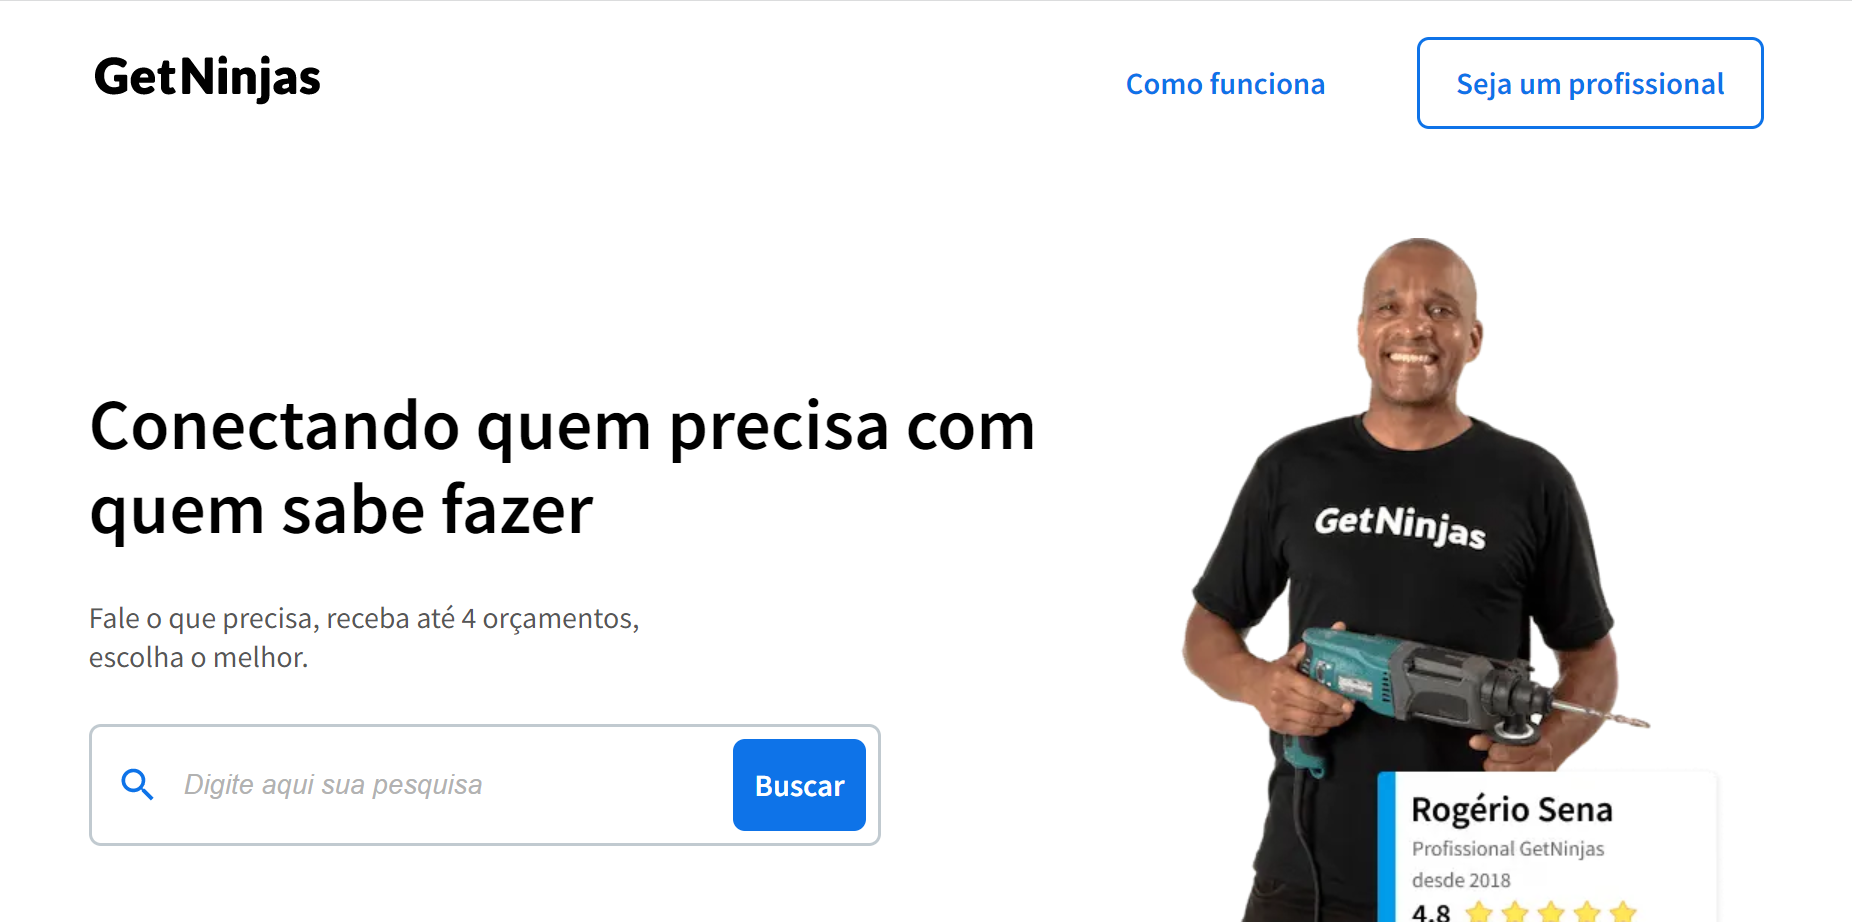 GetNinjas
Como funciona
Seja um profissional
Conectando quem precisa com
quem sabe fazer
Fale o que precisa, receba até 4 orçamentos,
escolha o melhor.
Digite aqui sua pesquisa
Buscar
GetNinjas
Rogério Sena
Profissional GetNinjas
desde 2018
4.8